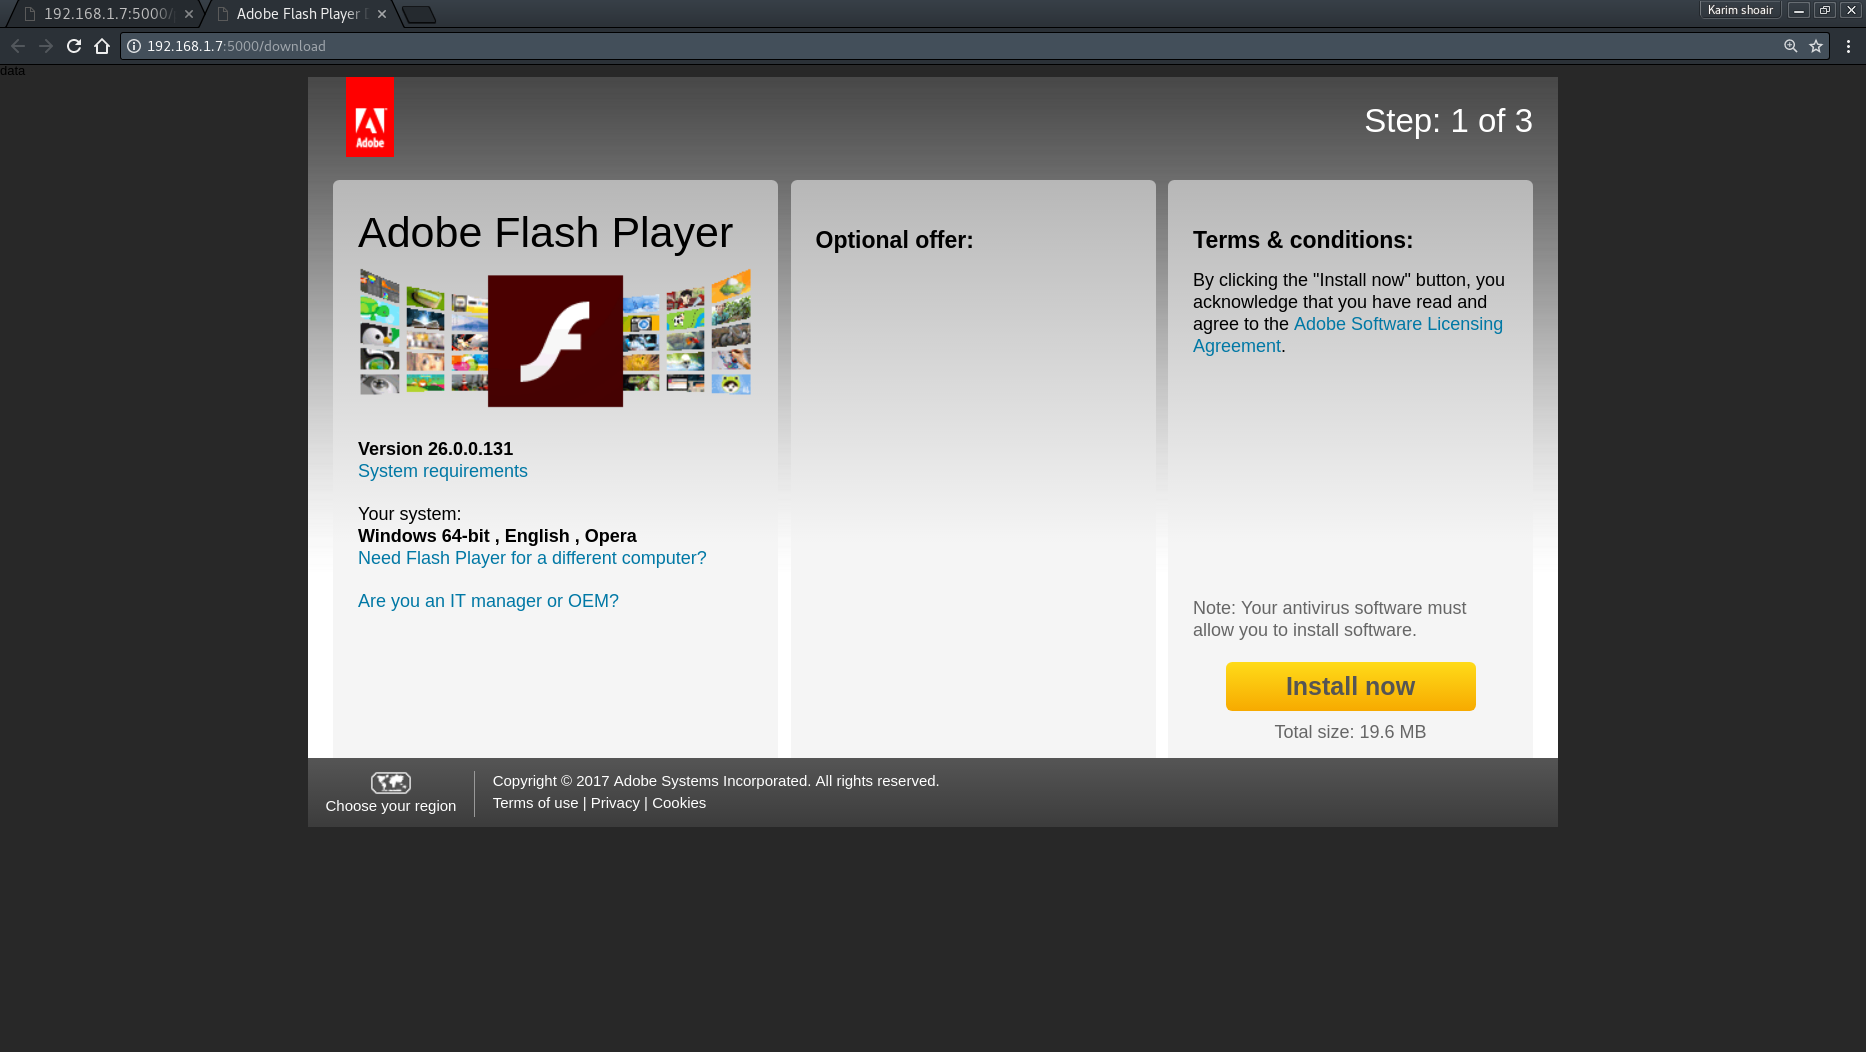 192.168.1.7:5000/
Adobe Flash Player
Karim shoair
192.168.1.7:5000/download
data
Adobe
Step: 1 of 3
Adobe Flash Player
Version 26.0.0.131
System requirements
Your system:
Windows 64-bit , English , Opera
Need Flash Player for a different computer?
Are you an IT manager or OEM?
Optional offer:
Terms & conditions:
By clicking the "Install now" button, you
acknowledge that you have read and
agree to the Adobe Software Licensing
Agreement.
Note: Your antivirus software must
allow you to install software.
Install now
Total size: 19.6 MB
Choose your region
Copyright © 2017 Adobe Systems Incorporated. All rights reserved.
Terms of use | Privacy | Cookies